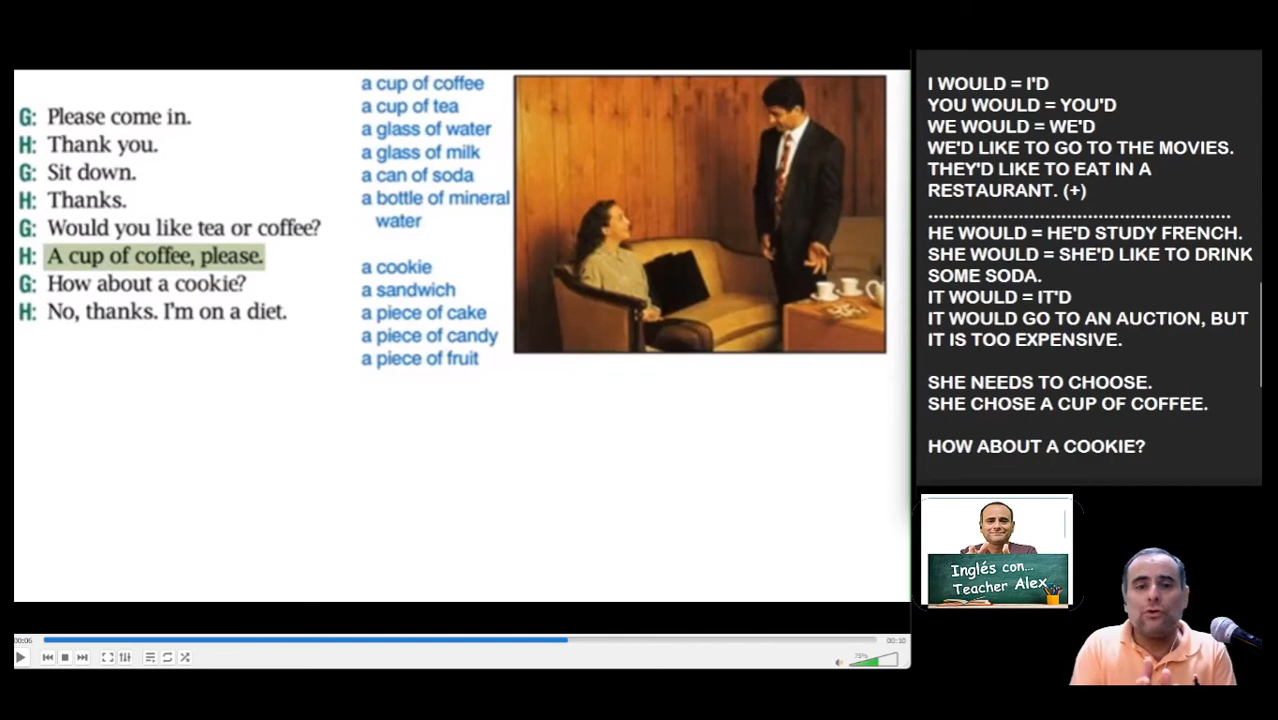 G: Please come in.
H: Thank you.
G: Sit down.
H: Thanks.
G: Would you like tea or coffee?
H: A cup of coffee, please.
G: How about a cookie?
H: No, thanks. I'm on a diet.
a cup of coffee
a cup of tea
a glass of water
a glass of milk
a can of soda
a bottle of mineral
water
a cookie
a sandwich
a piece of cake
a piece of candy
a piece of fruit
I WOULD = I'D
YOU WOULD = YOU'D
WE WOULD = WE'D
WE'D LIKE TO GO TO THE MOVIES.
THEY'D LIKE TO EAT IN A
RESTAURANT. (+)
.........................................................
HE WOULD = HE'D STUDY FRENCH.
SHE WOULD = SHE'D LIKE TO DRINK
SOME SODA.
IT WOULD = IT'D
IT WOULD GO TO AN AUCTION, BUT
IT IS TOO EXPENSIVE.
SHE NEEDS TO CHOOSE.
SHE CHOSE A CUP OF COFFEE.
HOW ABOUT A COOKIE?
Inglés con...
Teacher Alex
00:06
00:10
75%